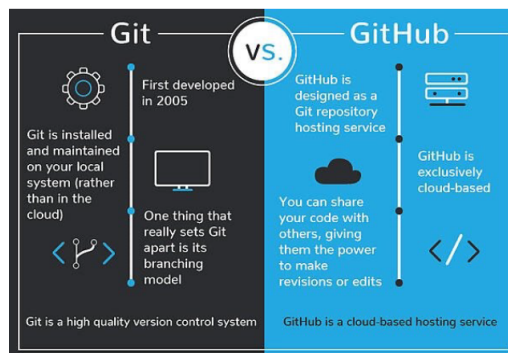 Git
VS.
GitHub
First developed
in 2005
Git is installed
and maintained
on your local
system (rather
than in the
cloud)
One thing that
really sets Git
apart is its
branching
model
Git is a high quality version control system
GitHub is
designed as a
Git repository
hosting service
GitHub is
exclusively
cloud-based
You can share
your code with
others, giving
them the power
to make
revisions or edits
GitHub is a cloud-based hosting service